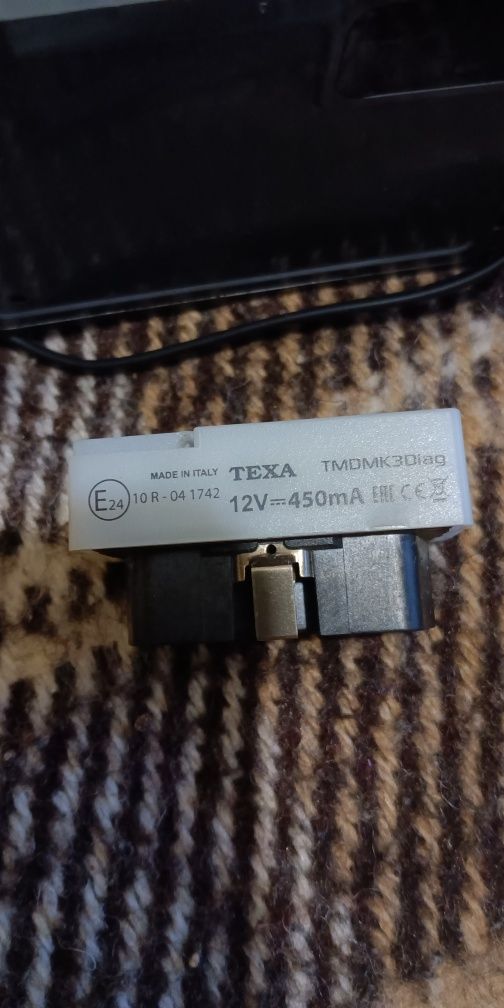 MADE IN ITALY TEXA TMDMK3Diag
E24 10 R - 04 1742 12V⎓450mA EAC CE